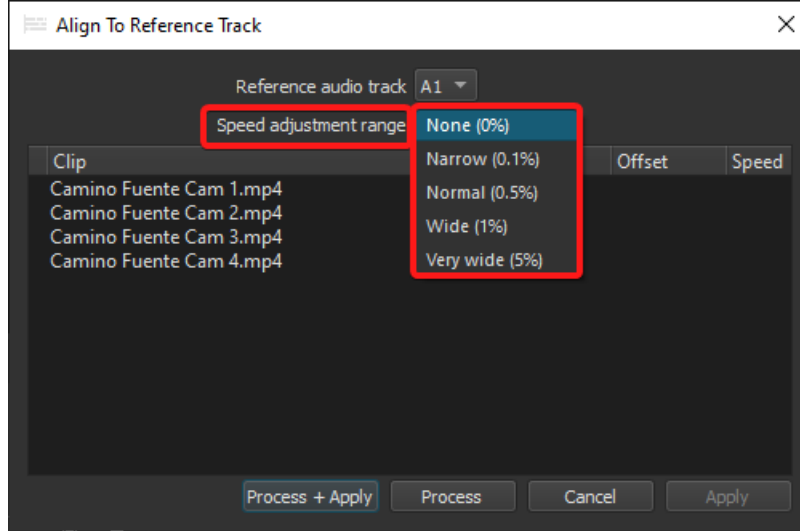 Align To Reference Track
Reference audio track A1
Speed adjustment range None (0%)
Narrow (0.1%)
Normal (0.5%)
Wide (1%)
Very wide (5%)
Clip Offset Speed
Camino Fuente Cam 1.mp4
Camino Fuente Cam 2.mp4
Camino Fuente Cam 3.mp4
Camino Fuente Cam 4.mp4
Process + Apply Process Cancel Apply